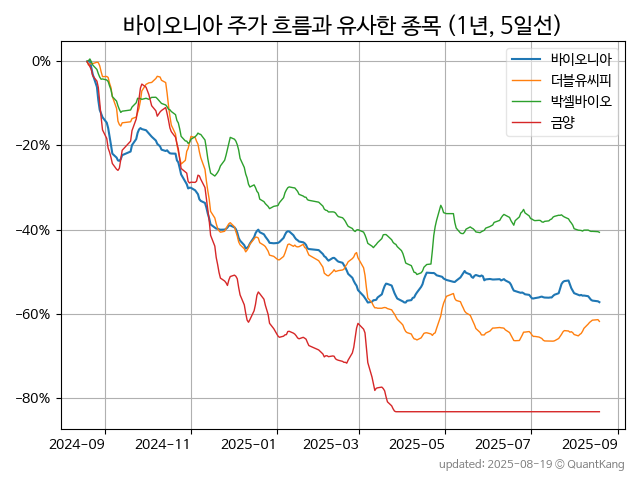 바이오니아 주가 흐름과 유사한 종목 (1년, 5일선)
바이오니아
더블유씨피
박셀바이오
금양
0%
−20%
−40%
−60%
−80%
2024-09 2024-11 2025-01 2025-03 2025-05 2025-07 2025-09
updated: 2025-08-19 © QuantKang